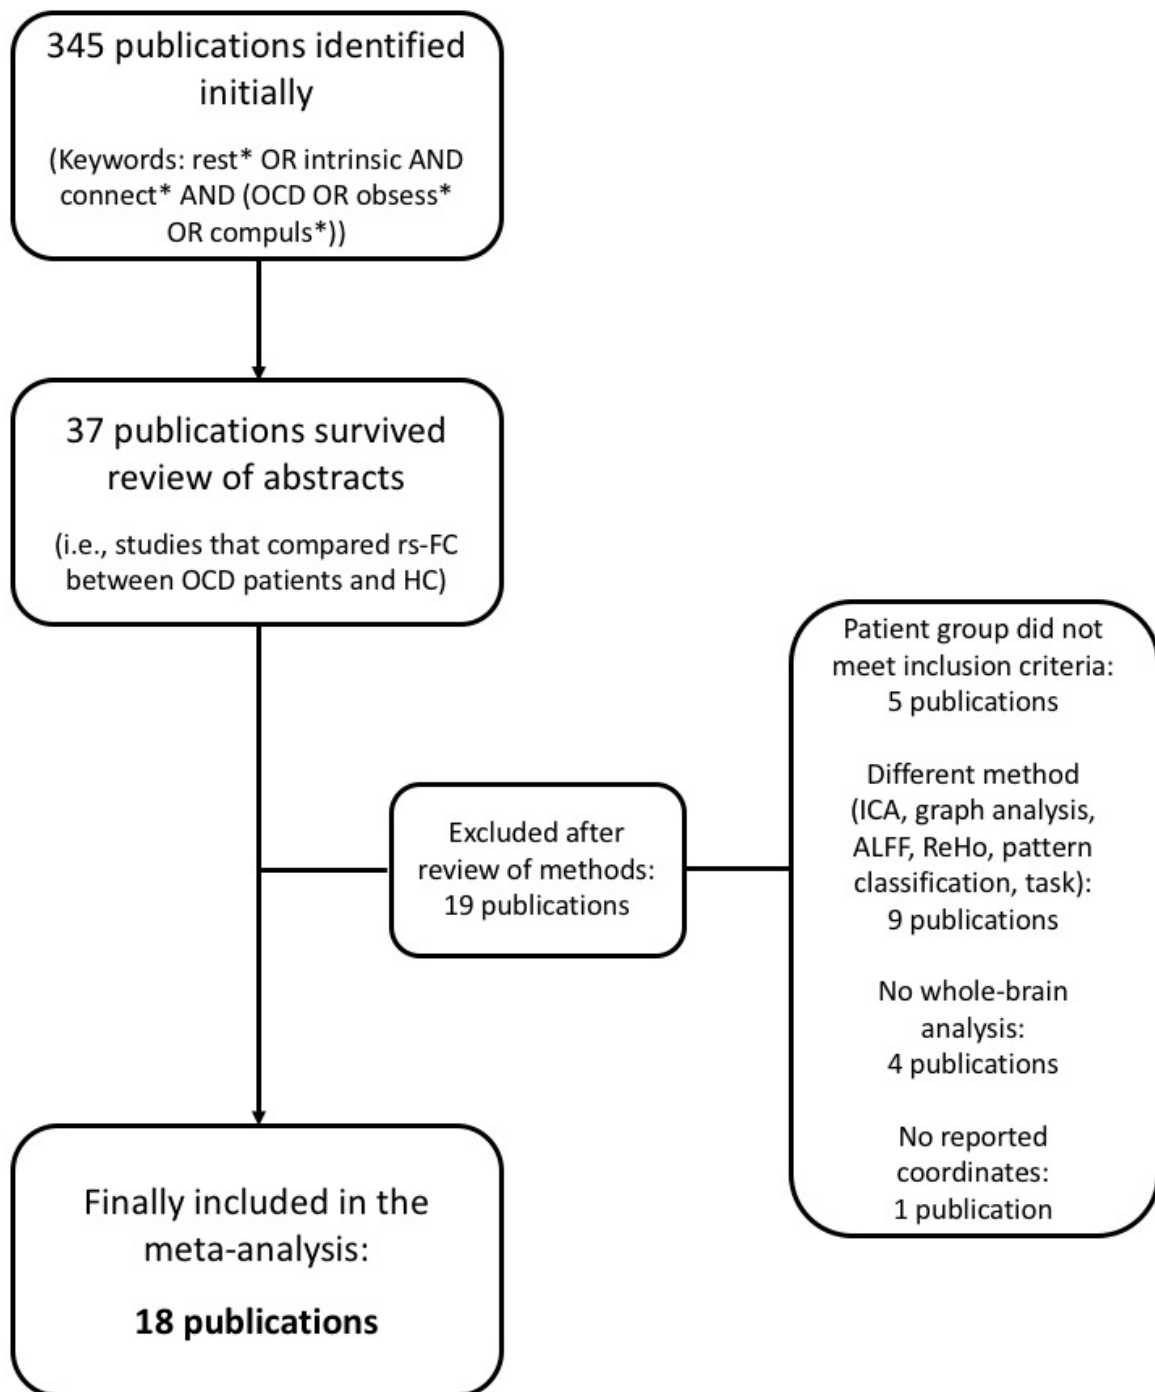 345 publications identified
initially
(Keywords: rest* OR intrinsic AND
connect* AND (OCD OR obsess*
OR compuls*))
37 publications survived
review of abstracts
(i.e., studies that compared rs-FC
between OCD patients and HC)
Excluded after
review of methods:
19 publications
Patient group did not
meet inclusion criteria:
5 publications
Different method
(ICA, graph analysis,
ALFF, ReHo, pattern
classification, task):
9 publications
No whole-brain
analysis:
4 publications
No reported
coordinates:
1 publication
Finally included in the
meta-analysis:
18 publications